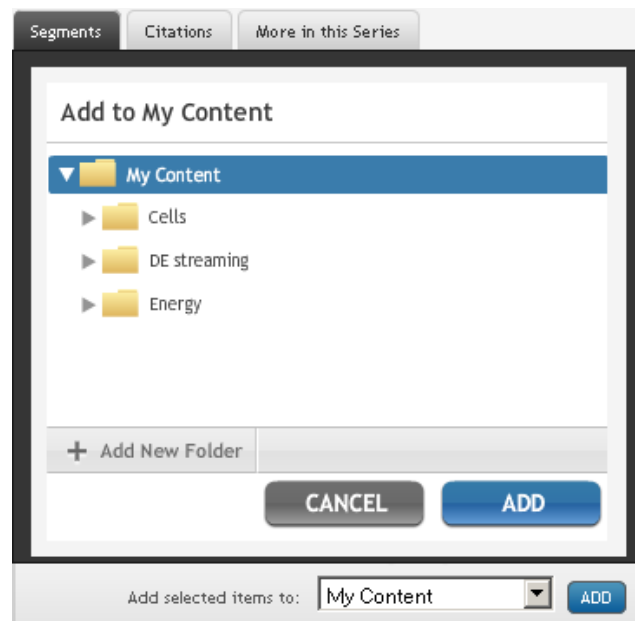 Segments Citations More in this Series
Add to My Content
My Content
Cells
DE streaming
Energy
+ Add New Folder
CANCEL ADD
Add selected items to: My Content ADD